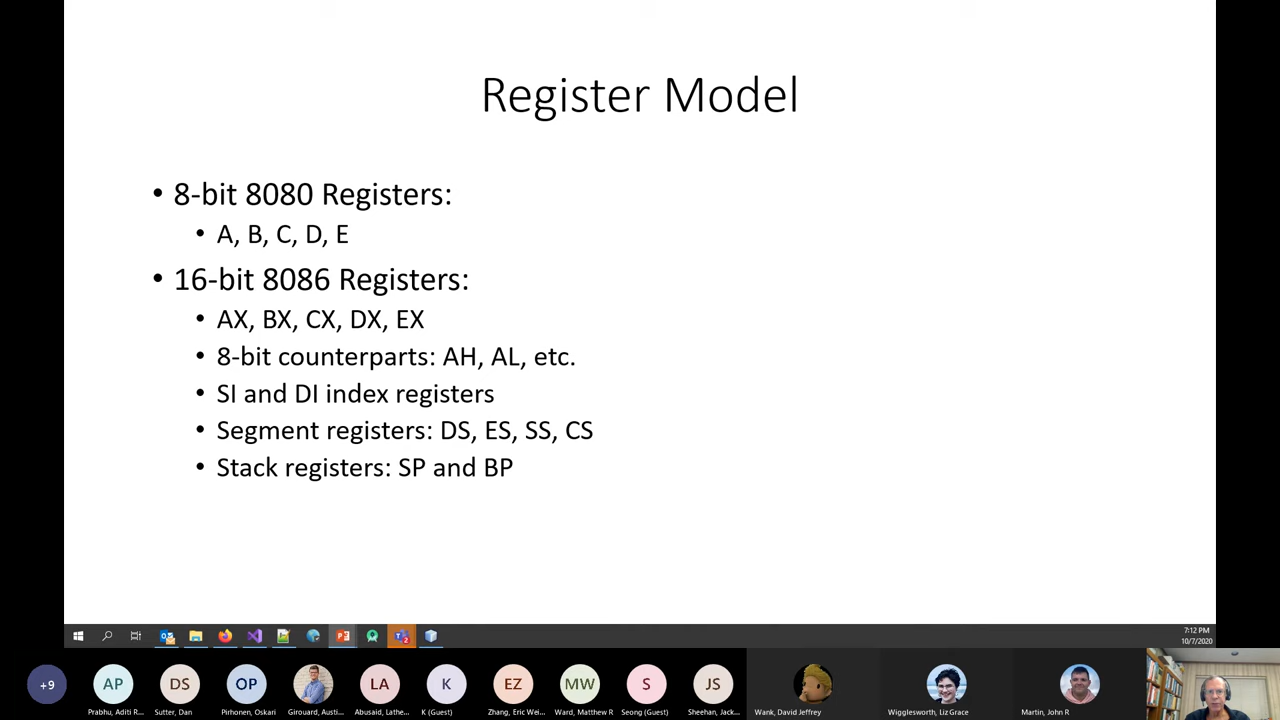 Register Model
• 8-bit 8080 Registers:
• A, B, C, D, E
• 16-bit 8086 Registers:
• AX, BX, CX, DX, EX
• 8-bit counterparts: AH, AL, etc.
• SI and DI index registers
• Segment registers: DS, ES, SS, CS
• Stack registers: SP and BP
7:12 PM
10/7/2020
+9 AP DS OP LA K EZ MW S JS
Prabhu, Aditi R... Sutter, Dan Pirhonen, Oskari Girouard, Austi... Abusaid, Lathe... K (Guest) Zhang, Eric Wei... Ward, Matthew R Seong (Guest) Sheehan, Jack... Wank, David Jeffrey Wigglesworth, Liz Grace Martin, John R